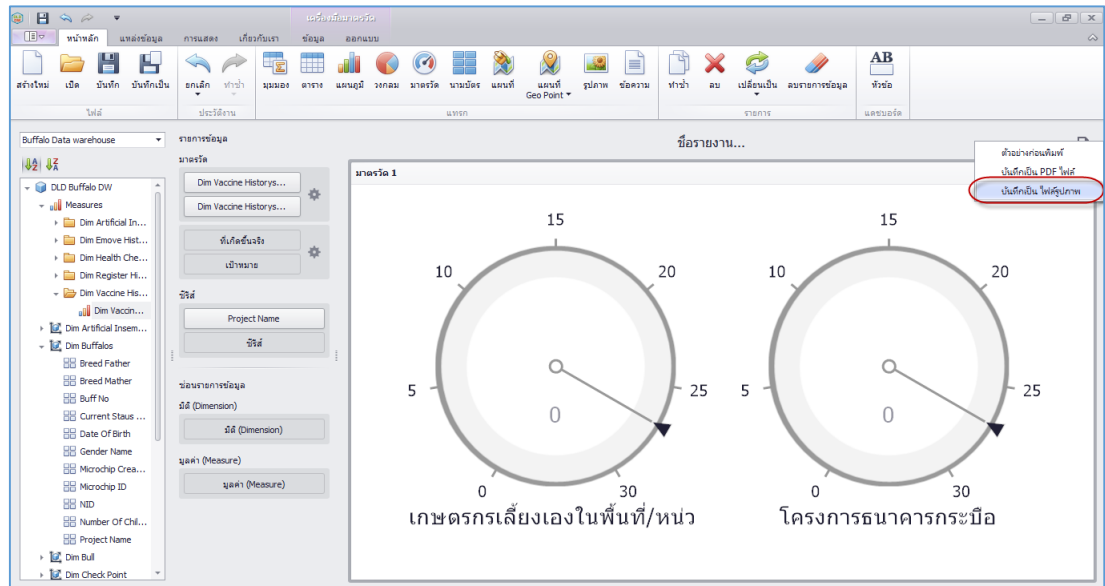 เครื่องมือมาตรวัด
หน้าหลัก แหล่งข้อมูล การแสดง เกี่ยวกับเรา ข้อมูล ออกแบบ
สร้างใหม่ เปิด บันทึก บันทึกเป็น ยกเลิก ทำซ้ำ มุมมอง ตาราง แผนภูมิ วงกลม มาตรวัด นามบัตร แผนที่ แผนที่ Geo Point รูปภาพ ข้อความ ทำซ้ำ ลบ เปลี่ยนเป็น ลบรายการข้อมูล AB หัวข้อ
ไฟล์ ประวัติงาน แทรก รายการ แดชบอร์ด
Buffalo Data warehouse
DLD Buffalo DW
Measures
Dim Artificial In...
Dim Emove Hist...
Dim Health Che...
Dim Register Hi...
Dim Vaccine His...
Dim Vaccin...
Dim Artificial Insem...
Dim Buffalos
Breed Father
Breed Mather
Buff No
Current Staus ...
Date Of Birth
Gender Name
Microchip Crea...
Microchip ID
NID
Number Of Chil...
Project Name
Dim Bull
Dim Check Point
รายการข้อมูล
มาตรวัด
Dim Vaccine Historys...
Dim Vaccine Historys...
ที่เกิดขึ้นจริง
เป้าหมาย
ซีรีส์
Project Name
ซีรีส์
ซ่อนรายการข้อมูล
มิติ (Dimension)
มิติ (Dimension)
มูลค่า (Measure)
มูลค่า (Measure)
ชื่อรายงาน...
ตัวอย่างก่อนพิมพ์
บันทึกเป็น PDF ไฟล์
บันทึกเป็น ไฟล์รูปภาพ
มาตรวัด 1
15
10 20
5 25
0
0 30
เกษตรกรเลี้ยงเองในพื้นที่/หน่ว
15
10 20
5 25
0
0 30
โครงการธนาคารกระบือ